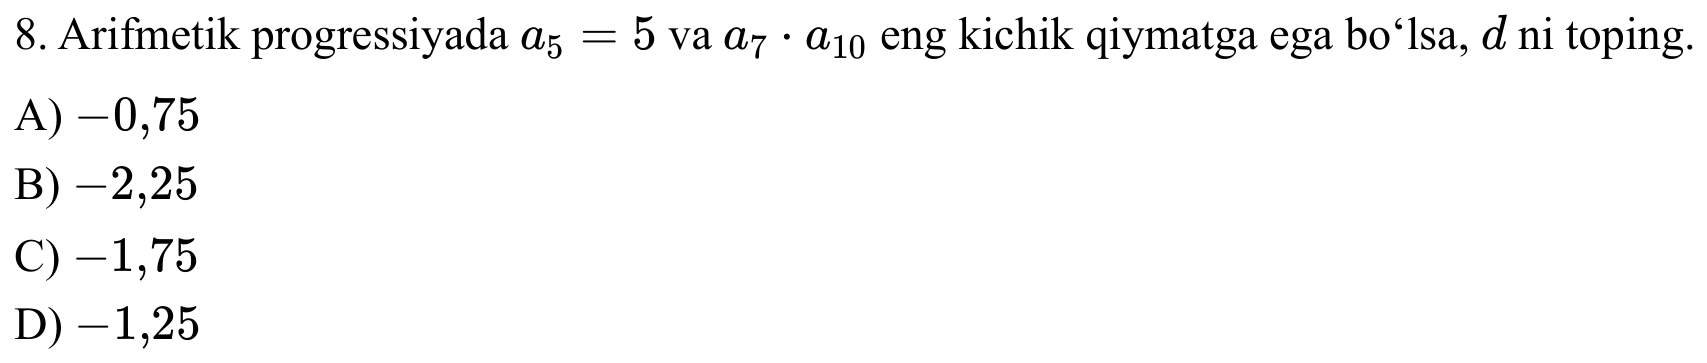 8. Arifmetik progressiyada a₅ = 5 va a₇ · a₁₀ eng kichik qiymatga ega bo‘lsa, d ni toping.
A) −0,75
B) −2,25
C) −1,75
D) −1,25